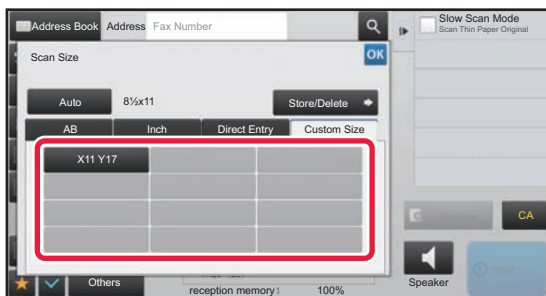 Address Book Address Fax Number
Slow Scan Mode
Scan Thin Paper Original
Scan Size
OK
Auto 8½x11 Store/Delete
AB Inch Direct Entry Custom Size
X11 Y17
CA
Others
reception memory: 100%
Speaker
Start